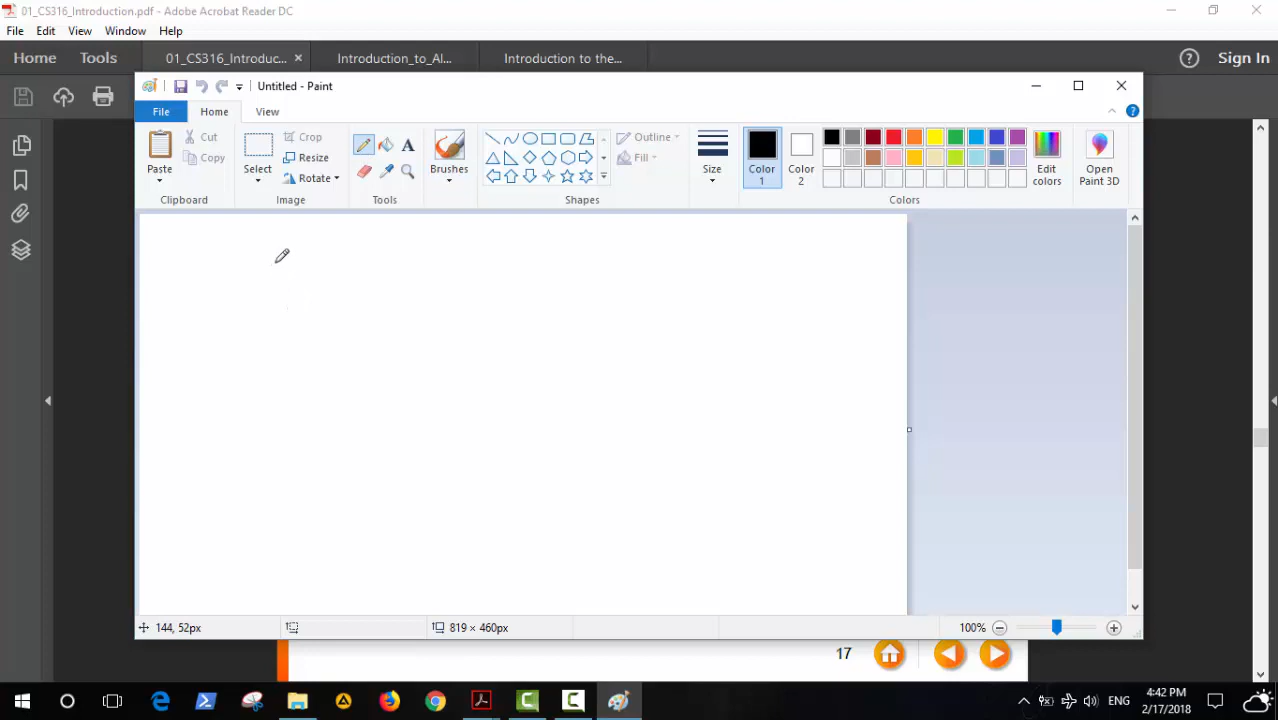 01_CS316_Introduction.pdf - Adobe Acrobat Reader DC
File Edit View Window Help
Home Tools 01_CS316_Introduc... × Introduction_to_Al... Introduction to the... ? Sign In
Untitled - Paint
File Home View
Paste Cut Copy
Select Crop Resize Rotate
A
Brushes
Outline
Fill
Size
Color 1
Color 2
Edit colors
Open Paint 3D
Clipboard Image Tools Shapes Colors
144, 52px 819 × 460px 100%
17
ENG 4:42 PM
2/17/2018